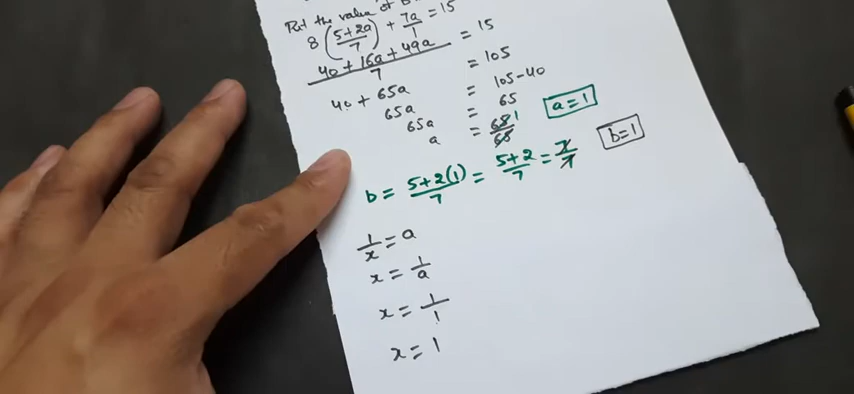 Put the value of b
8 (5+2a/7) + 7a/1 = 15
40 + 16a + 49a / 7 = 15
40 + 65a = 105
65a = 105 - 40
65a = 65
a = 65/65 1
a = 1
b = 5+2(1)/7 = 5+2/7 = 7/7
b = 1
1/x = a
x = 1/a
x = 1/1
x = 1